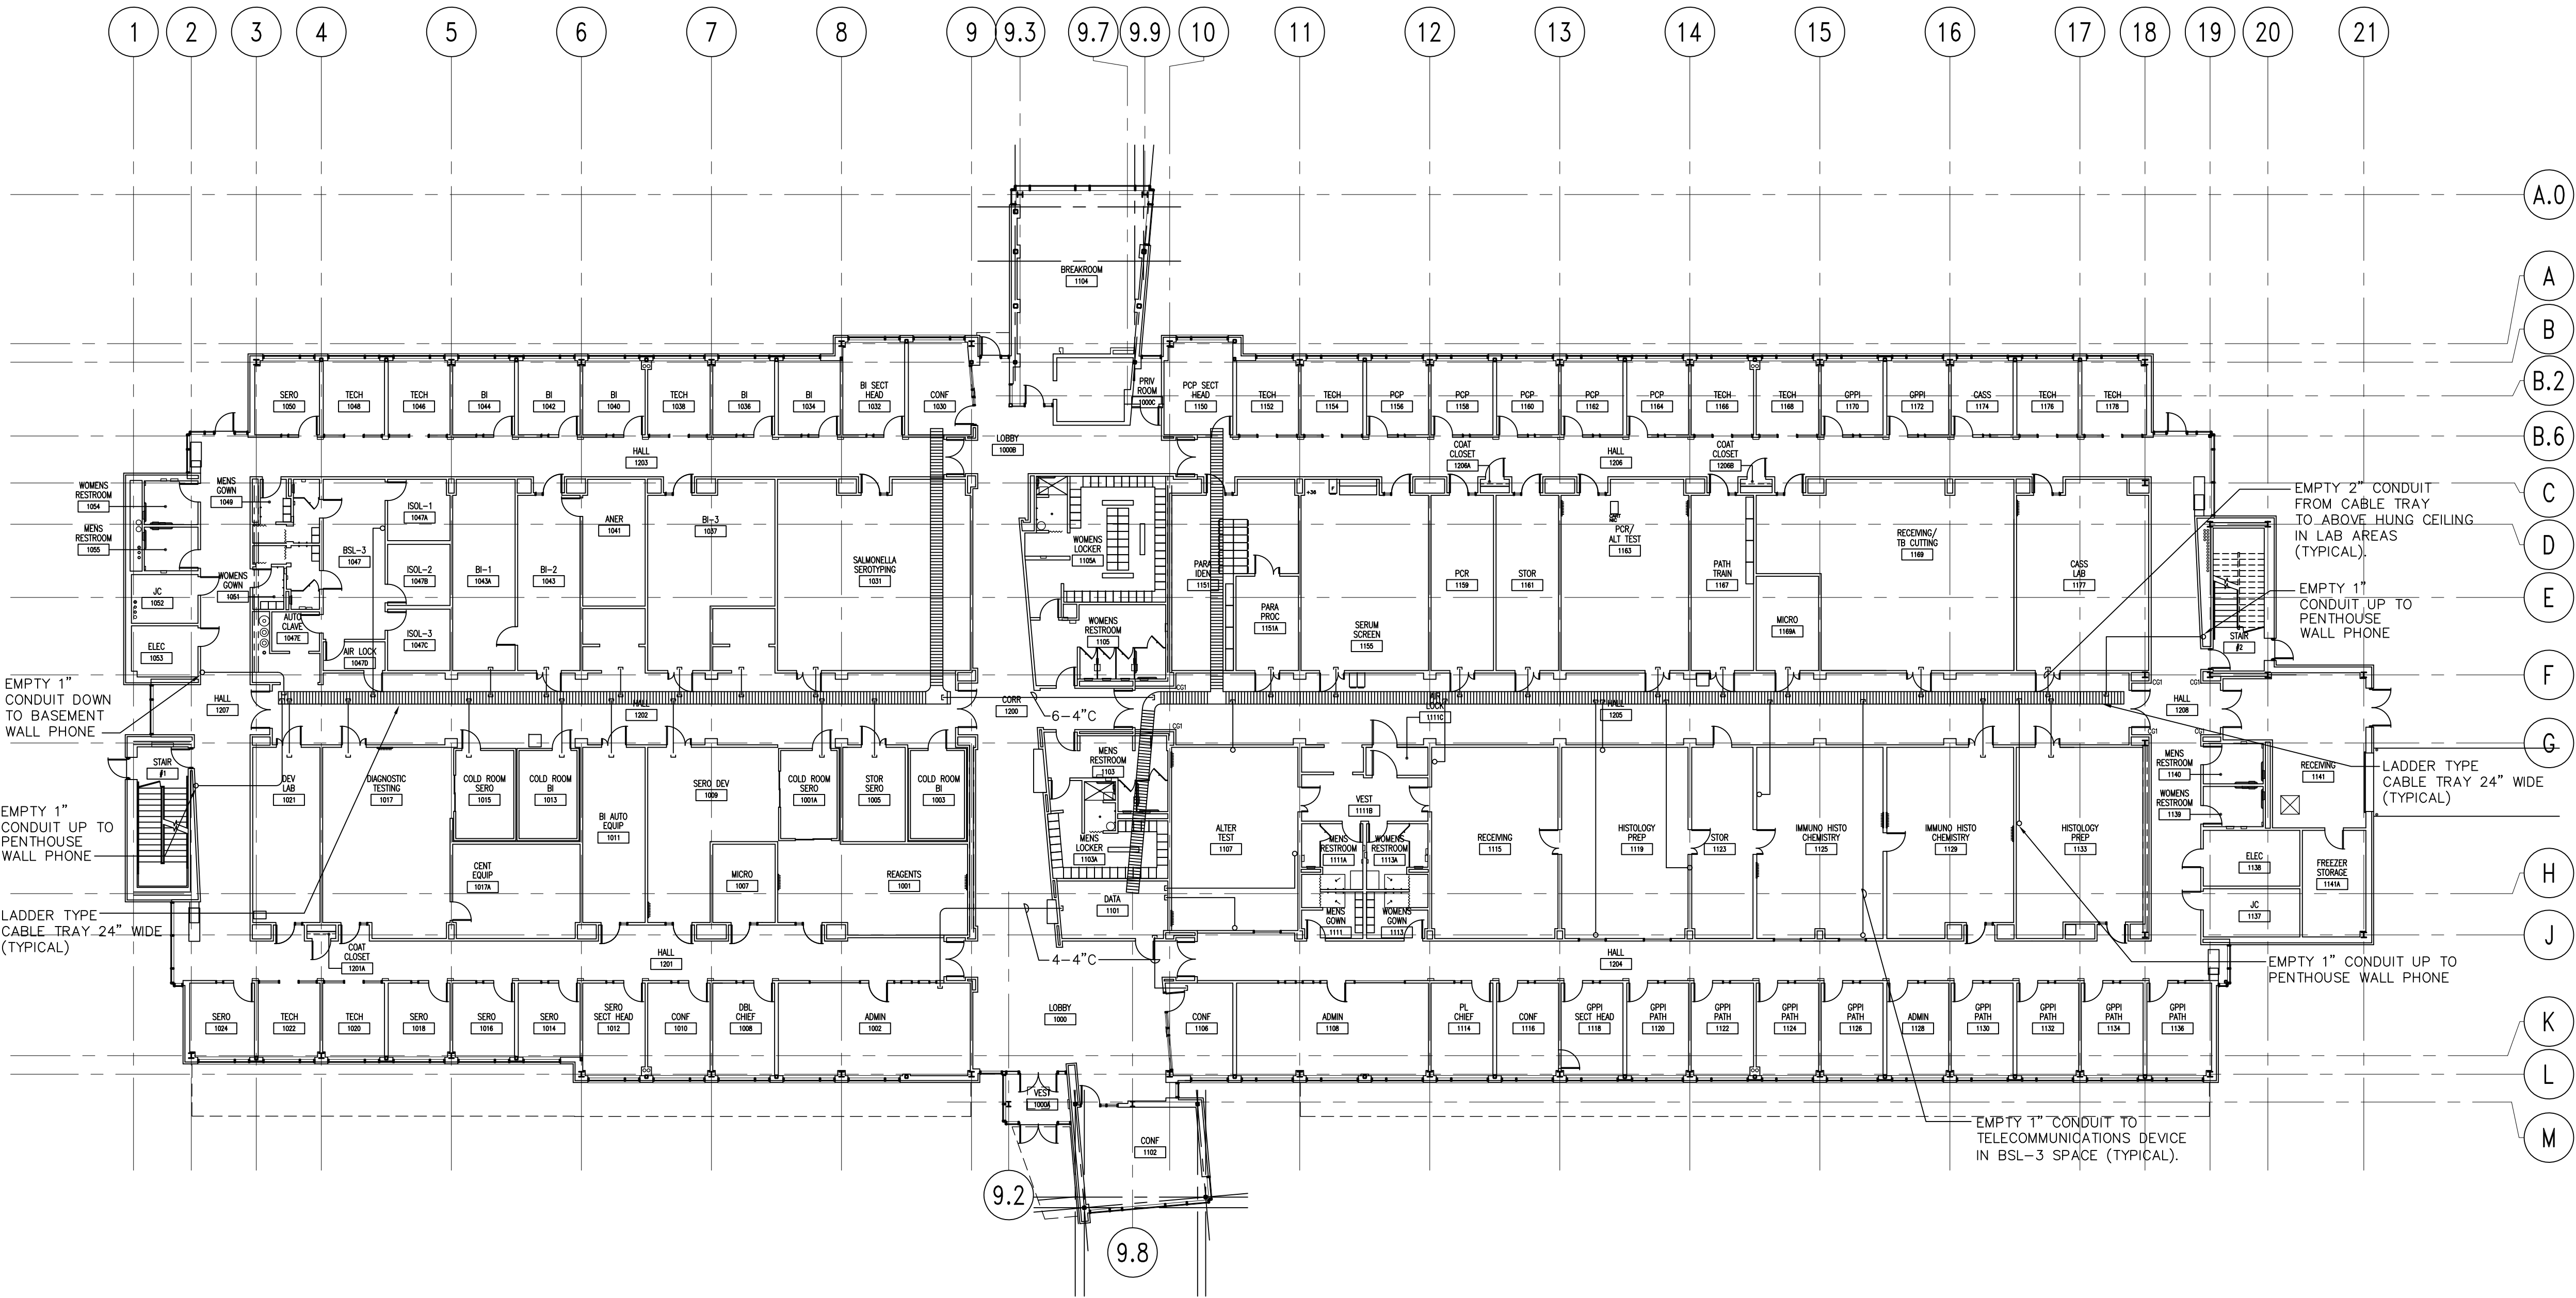 1 2 3 4 5 6 7 8 9 9.3 9.7 9.9 10 11 12 13 14 15 16 17 18 19 20 21
A.0
A
B
B.2
B.6
C
D
E
F
G
H
J
K
L
M
9.2
9.8
BREAKROOM
1104
SERO
1050
TECH
1048
TECH
1046
BI
1044
BI
1042
BI
1040
TECH
1038
BI
1036
BI
1034
BI SECT
HEAD
1032
CONF
1030
PRIV
ROOM
1000C
PCP SECT
HEAD
1150
TECH
1152
TECH
1154
PCP
1156
PCP
1158
PCP
1160
PCP
1162
PCP
1164
TECH
1166
TECH
1168
GPPI
1170
GPPI
1172
CASS
1174
TECH
1176
TECH
1178
HALL
1203
LOBBY
1000B
COAT
CLOSET
1206A
HALL
1206
COAT
CLOSET
1206B
WOMENS
RESTROOM
1054
MENS
RESTROOM
1055
JC
1052
ELEC
1053
MENS
GOWN
1049
WOMENS
GOWN
1051
AUTO
CLAVE
1047E
BSL-3
1047
AIR LOCK
1047D
ISOL-1
1047A
ISOL-2
1047B
ISOL-3
1047C
BI-1
1043A
BI-2
1043
ANER
1041
BI-3
1037
SALMONELLA
SEROTYPING
1031
WOMENS
LOCKER
1105A
WOMENS
RESTROOM
1105
PARA
IDEN
1151
PARA
PROC
1151A
+36
F
SERUM
SCREEN
1155
PCR
1159
STOR
1161
PCR/
ALT TEST
1163
PATH
TRAIN
1167
RECEIVING/
TB CUTTING
1169
MICRO
1169A
CASS
LAB
1177
STAIR
#2
EMPTY 2" CONDUIT
FROM CABLE TRAY
TO ABOVE HUNG CEILING
IN LAB AREAS
(TYPICAL).
EMPTY 1"
CONDUIT UP TO
PENTHOUSE
WALL PHONE
EMPTY 1"
CONDUIT DOWN
TO BASEMENT
WALL PHONE
HALL
1207
HALL
1202
CORR
1200
6-4"C
CG1
CG1
AIR
LOCK
1111C
HALL
1205
CG1
CG1
CG1
CG1
HALL
1208
STAIR
#1
DEV
LAB
1021
DIAGNOSTIC
TESTING
1017
COLD ROOM
SERO
1015
COLD ROOM
BI
1013
CENT
EQUIP
1017A
BI AUTO
EQUIP
1011
SERO DEV
1009
MICRO
1007
COLD ROOM
SERO
1001A
STOR
SERO
1005
COLD ROOM
BI
1003
REAGENTS
1001
MENS
RESTROOM
1103
MENS
LOCKER
1103A
DATA
1101
ALTER
TEST
1107
VEST
1111B
MENS
RESTROOM
1111A
WOMENS
RESTROOM
1113A
MENS
GOWN
1111
WOMENS
GOWN
1113
RECEIVING
1115
HISTOLOGY
PREP
1119
STOR
1123
IMMUNO HISTO
CHEMISTRY
1125
IMMUNO HISTO
CHEMISTRY
1129
HISTOLOGY
PREP
1133
MENS
RESTROOM
1140
WOMENS
RESTROOM
1139
RECEIVING
1141
ELEC
1138
JC
1137
FREEZER
STORAGE
1141A
LADDER TYPE
CABLE TRAY 24" WIDE
(TYPICAL)
EMPTY 1"
CONDUIT UP TO
PENTHOUSE
WALL PHONE
LADDER TYPE
CABLE TRAY 24" WIDE
(TYPICAL)
COAT
CLOSET
1201A
HALL
1201
4-4"C
HALL
1204
EMPTY 1" CONDUIT UP TO
PENTHOUSE WALL PHONE
SERO
1024
TECH
1022
TECH
1020
SERO
1018
SERO
1016
SERO
1014
SERO
SECT HEAD
1012
CONF
1010
DBL
CHIEF
1008
ADMIN
1002
LOBBY
1000
CONF
1106
ADMIN
1108
PL
CHIEF
1114
CONF
1116
GPPI
SECT HEAD
1118
GPPI
PATH
1120
GPPI
PATH
1122
GPPI
PATH
1124
GPPI
PATH
1126
ADMIN
1128
GPPI
PATH
1130
GPPI
PATH
1132
GPPI
PATH
1134
GPPI
PATH
1136
VEST
1000A
CONF
1102
EMPTY 1" CONDUIT TO
TELECOMMUNICATIONS DEVICE
IN BSL-3 SPACE (TYPICAL).